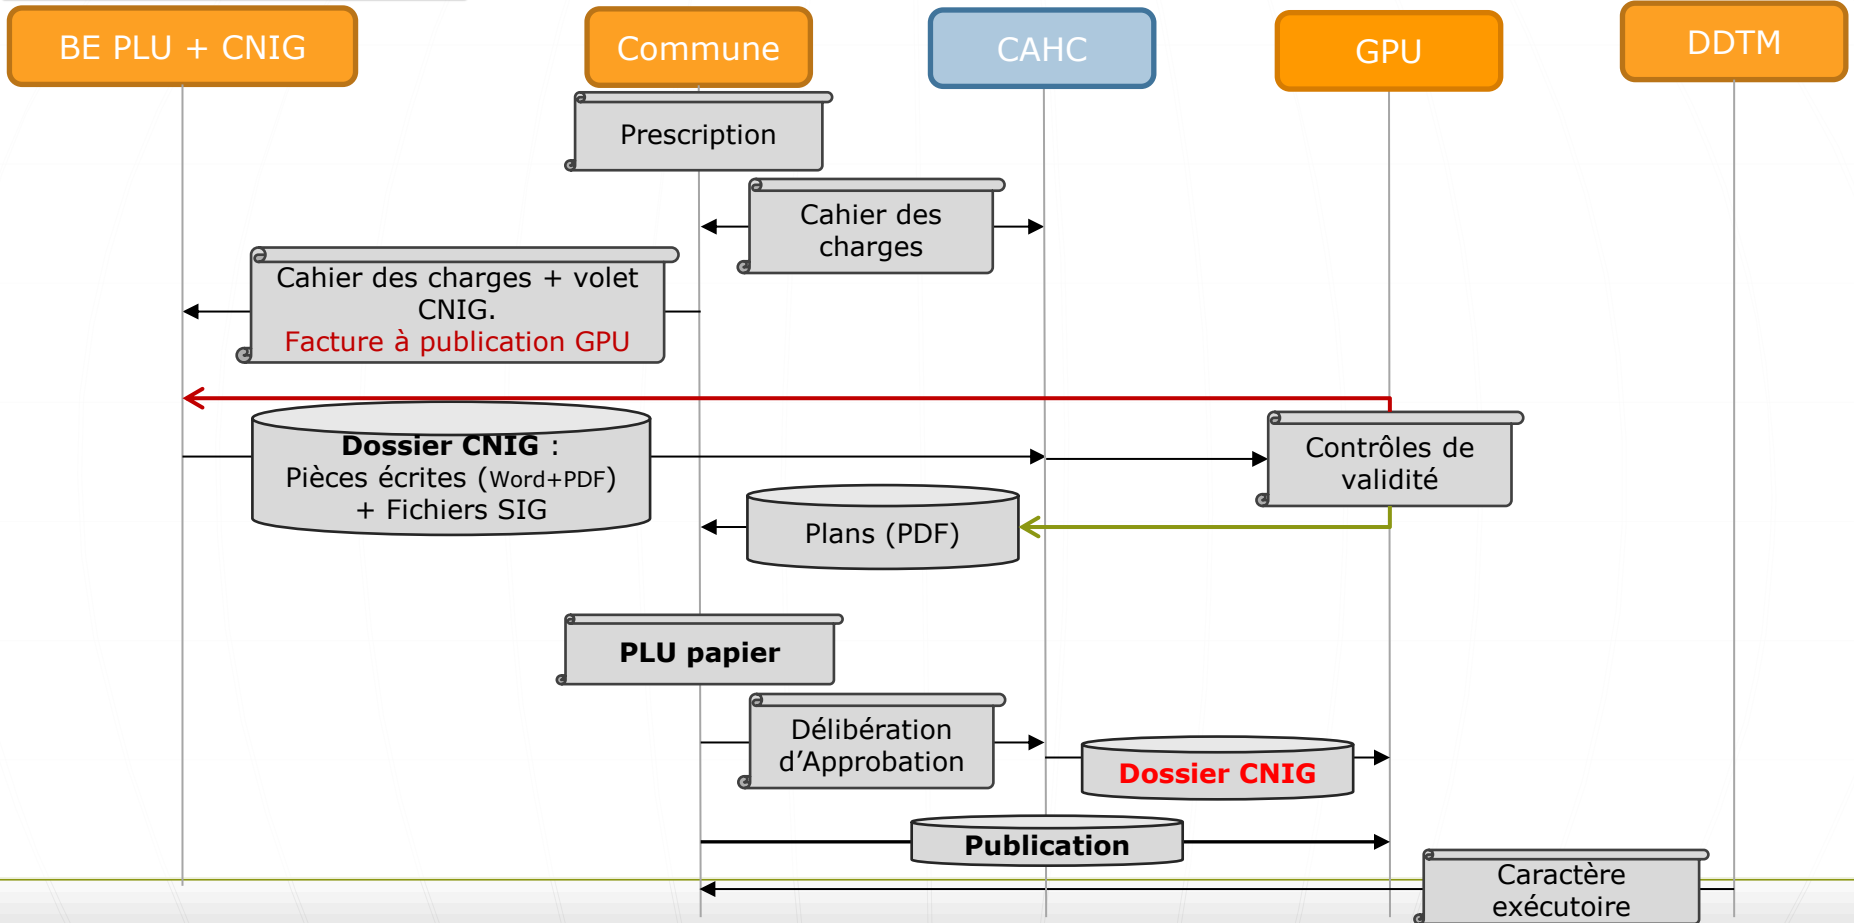 BE PLU + CNIG
Commune
CAHC
GPU
DDTM
Prescription
Cahier des
charges
Cahier des charges + volet
CNIG.
Facture à publication GPU
Dossier CNIG :
Pièces écrites (Word+PDF)
+ Fichiers SIG
Contrôles de
validité
Plans (PDF)
PLU papier
Délibération
d’Approbation
Dossier CNIG
Publication
Caractère
exécutoire